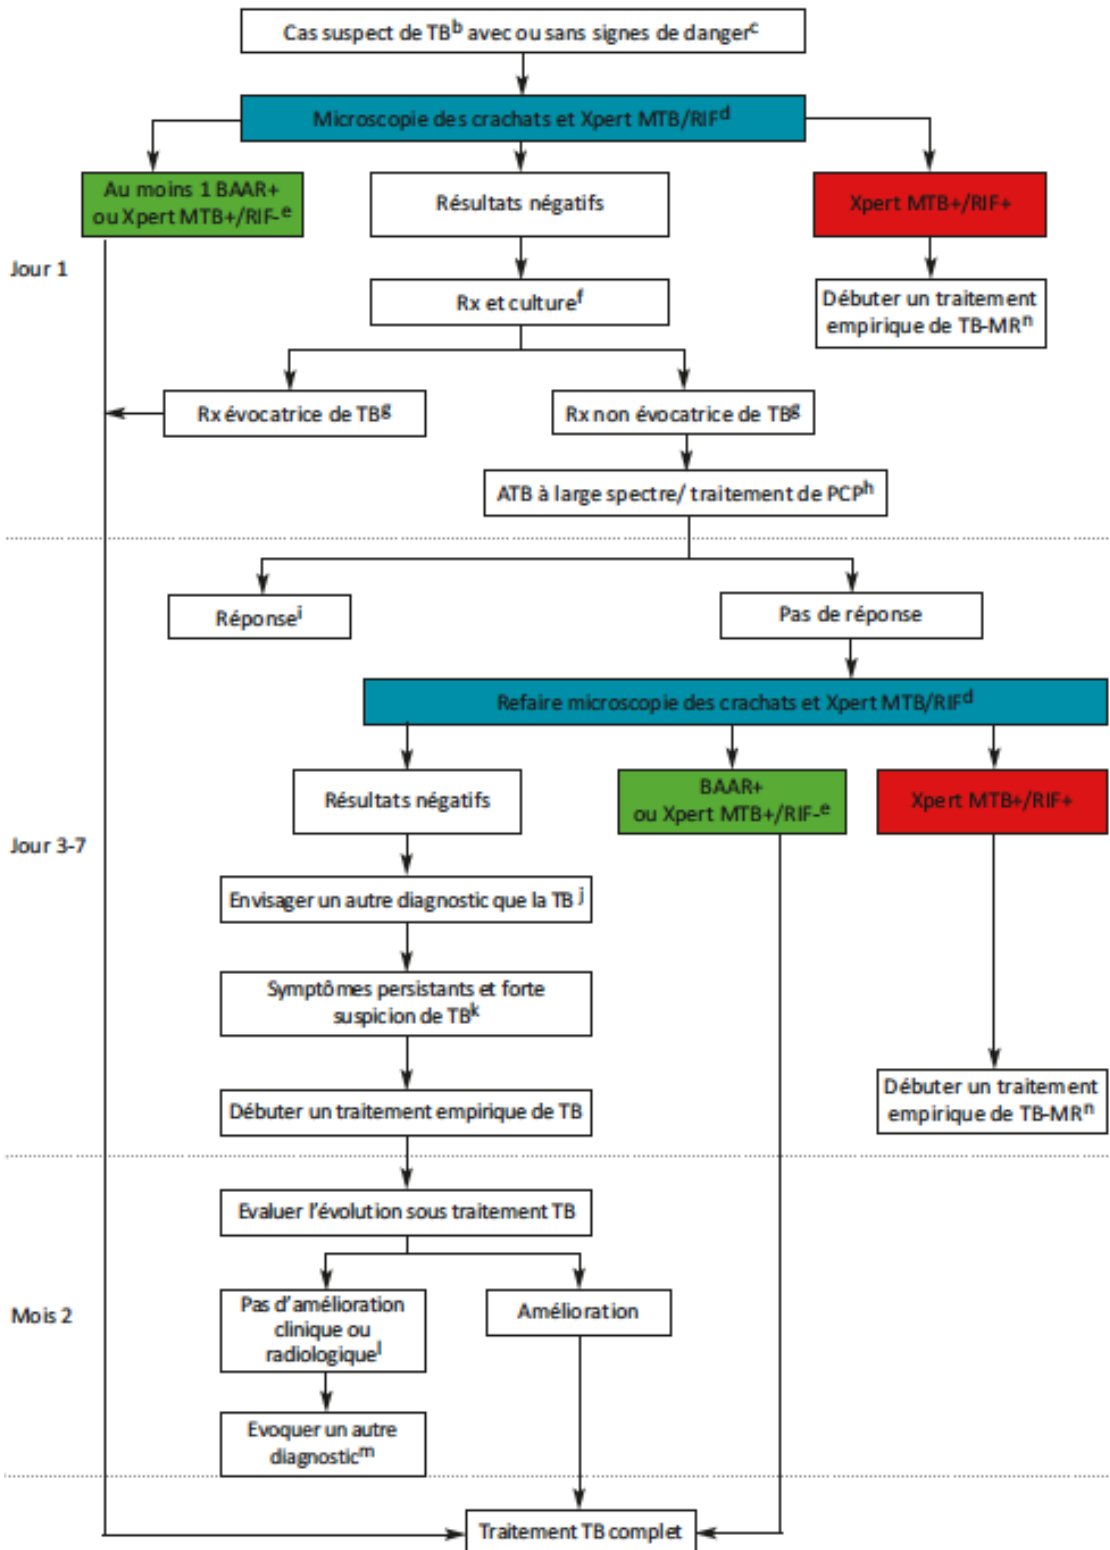 Cas suspect de TBᵇ avec ou sans signes de dangerᶜ
Microscopie des crachats et Xpert MTB/RIFᵈ
Au moins 1 BAAR+
ou Xpert MTB+/RIF-ᵉ
Résultats négatifs
Xpert MTB+/RIF+
Jour 1
Rx et cultureᶠ
Débuter un traitement
empirique de TB-MRⁿ
Rx évocatrice de TBᵍ
Rx non évocatrice de TBᵍ
ATB à large spectre/ traitement de PCPʰ
Réponseⁱ
Pas de réponse
Refaire microscopie des crachats et Xpert MTB/RIFᵈ
Résultats négatifs
BAAR+
ou Xpert MTB+/RIF-ᵉ
Xpert MTB+/RIF+
Jour 3-7
Envisager un autre diagnostic que la TB ʲ
Symptômes persistants et forte
suspicion de TBᵏ
Débuter un traitement empirique de TB
Débuter un traitement
empirique de TB-MRⁿ
Evaluer l'évolution sous traitement TB
Mois 2
Pas d'amélioration
clinique ou
radiologiqueˡ
Amélioration
Evoquer un autre
diagnosticᵐ
Traitement TB complet